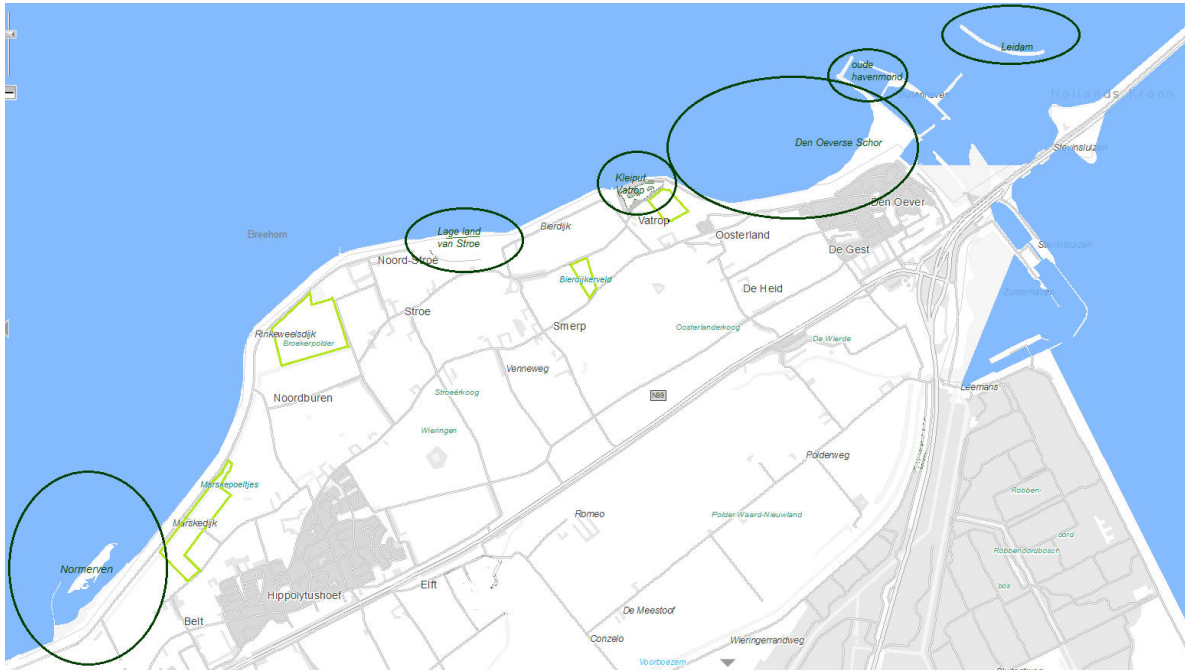 Leidam
oude
havenmond
Hollands Kroon
Den Oeverse Schor
Stevinsluizen
Kleiput
Vatrop
Den Oever
Vatrop
Bierdijk
Oosterland
Lage land
van Stroe
Breehorn
De Gest
Stevinsluizen
Noord-Stroe
Bierdijkerveld
De Heid
Zuiderhaven
Stroe
Smerp
Oosterlanderkoog
Rinkeweelsdijk
Broekerpolder
De Wierde
Venneweg
Leemans
Stroeërkoog
N99
Noordburen
Wieringen
Polderweg
Marskepoeltjes
Robben-
Romeo
Polder Waard-Nieuwland
Marskedijk
oord
Robbenoordbosch
Normerven
Elft
bos
Hippolytushoef
De Meestoof
Belt
Conzelo
Wieringerrandweg
Voorboezem